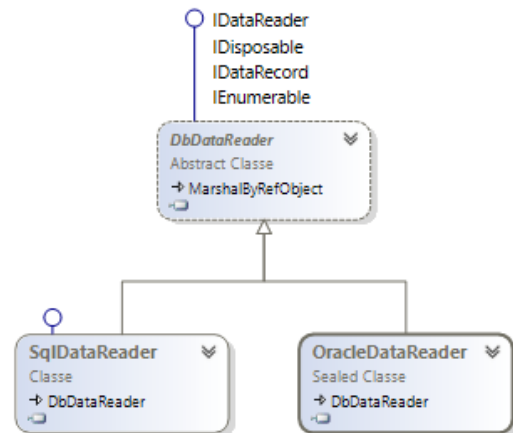 IDataReader
IDisposable
IDataRecord
IEnumerable
DbDataReader
Abstract Classe
MarshalByRefObject
SqlDataReader
Classe
DbDataReader
OracleDataReader
Sealed Classe
DbDataReader